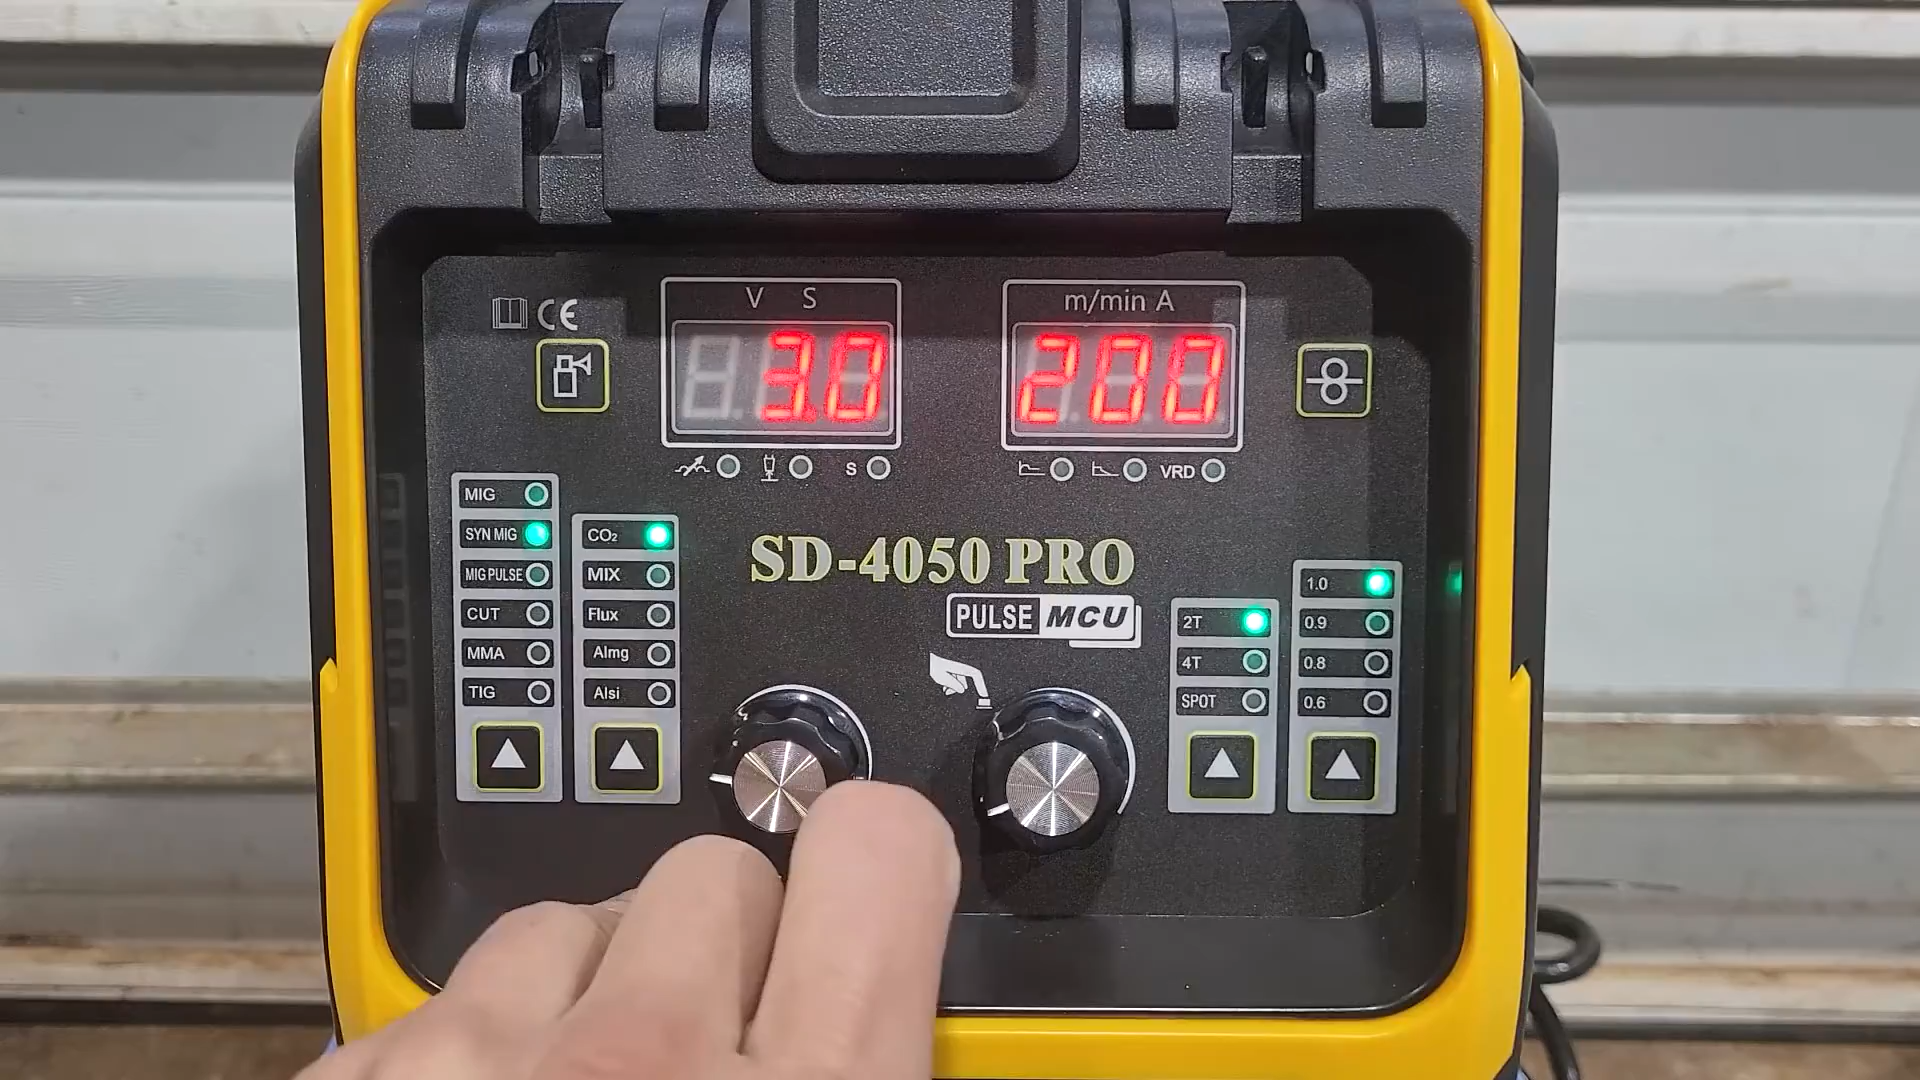 V S
m/min A
CE
3.0
200
S
VRD
MIG
SYN MIG
MIG PULSE
CUT
MMA
TIG
CO₂
MIX
Flux
Almg
Alsi
SD-4050 PRO
PULSE MCU
2T
4T
SPOT
1.0
0.9
0.8
0.6